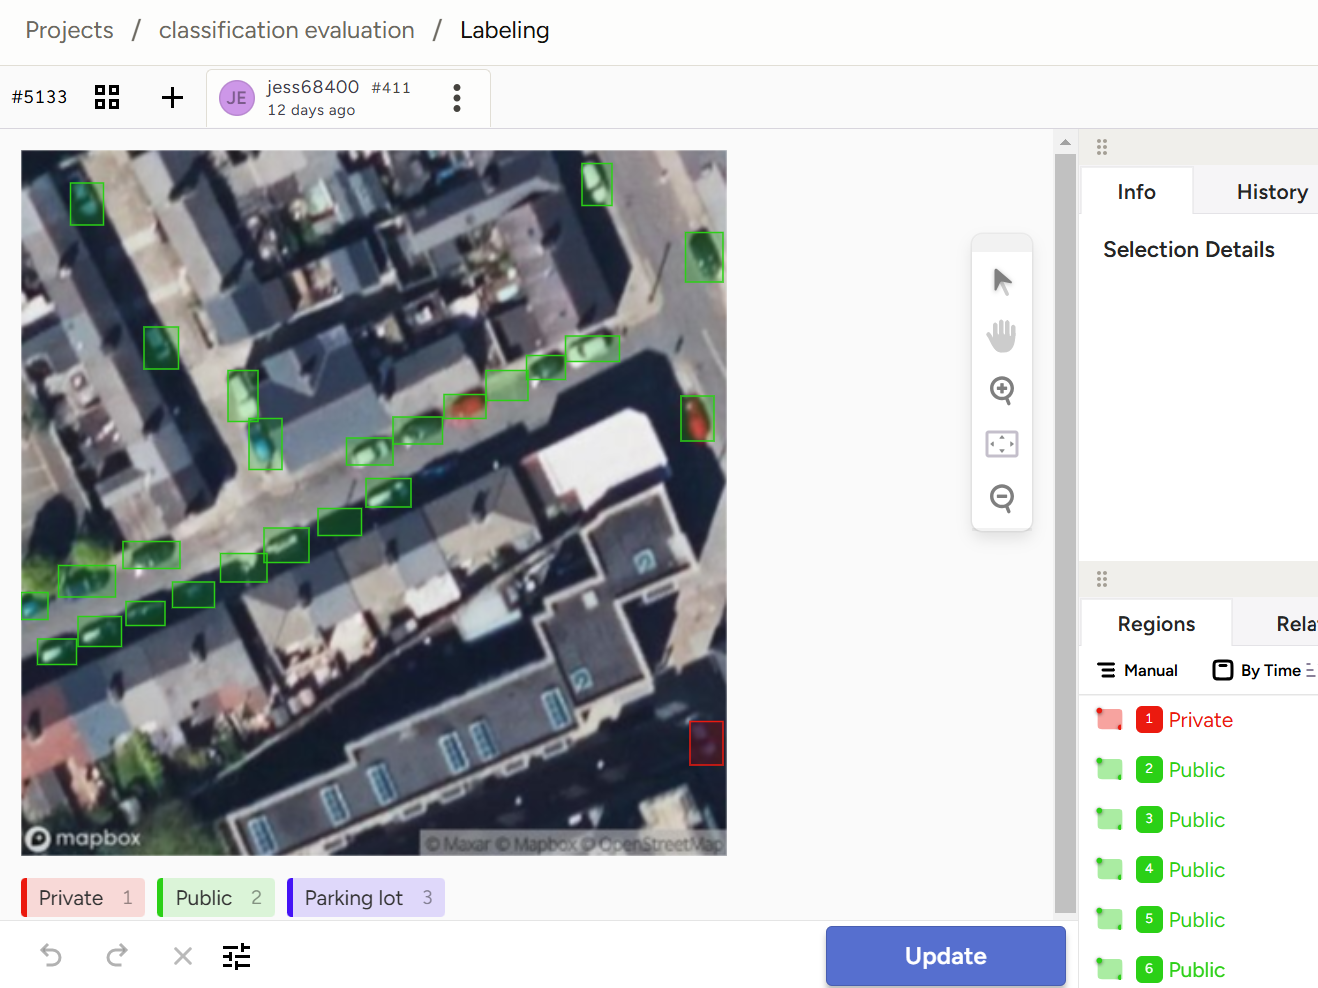 Projects / classification evaluation / Labeling
#5133
JE
jess68400 #411
12 days ago
Info
History
Selection Details
mapbox
© Maxar © Mapbox © OpenStreetMap
Private 1
Public 2
Parking lot 3
Update
Regions
Rela
Manual
By Time
1 Private
2 Public
3 Public
4 Public
5 Public
6 Public